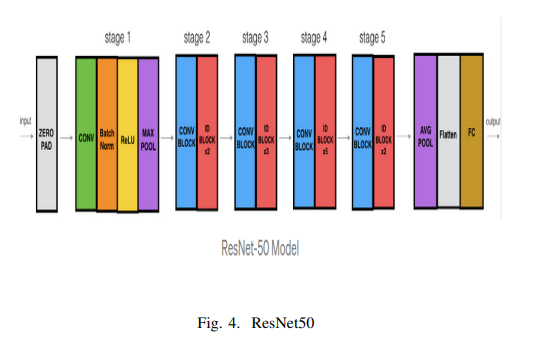 stage 1 stage 2 stage 3 stage 4 stage 5
input
ZERO
PAD
CONV
Batch
Norm
ReLU
MAX
POOL
CONV
BLOCK
ID
BLOCK
x2
CONV
BLOCK
ID
BLOCK
x3
CONV
BLOCK
ID
BLOCK
x5
CONV
BLOCK
ID
BLOCK
x2
AVG
POOL
Flatten
FC
output
ResNet-50 Model
Fig. 4. ResNet50